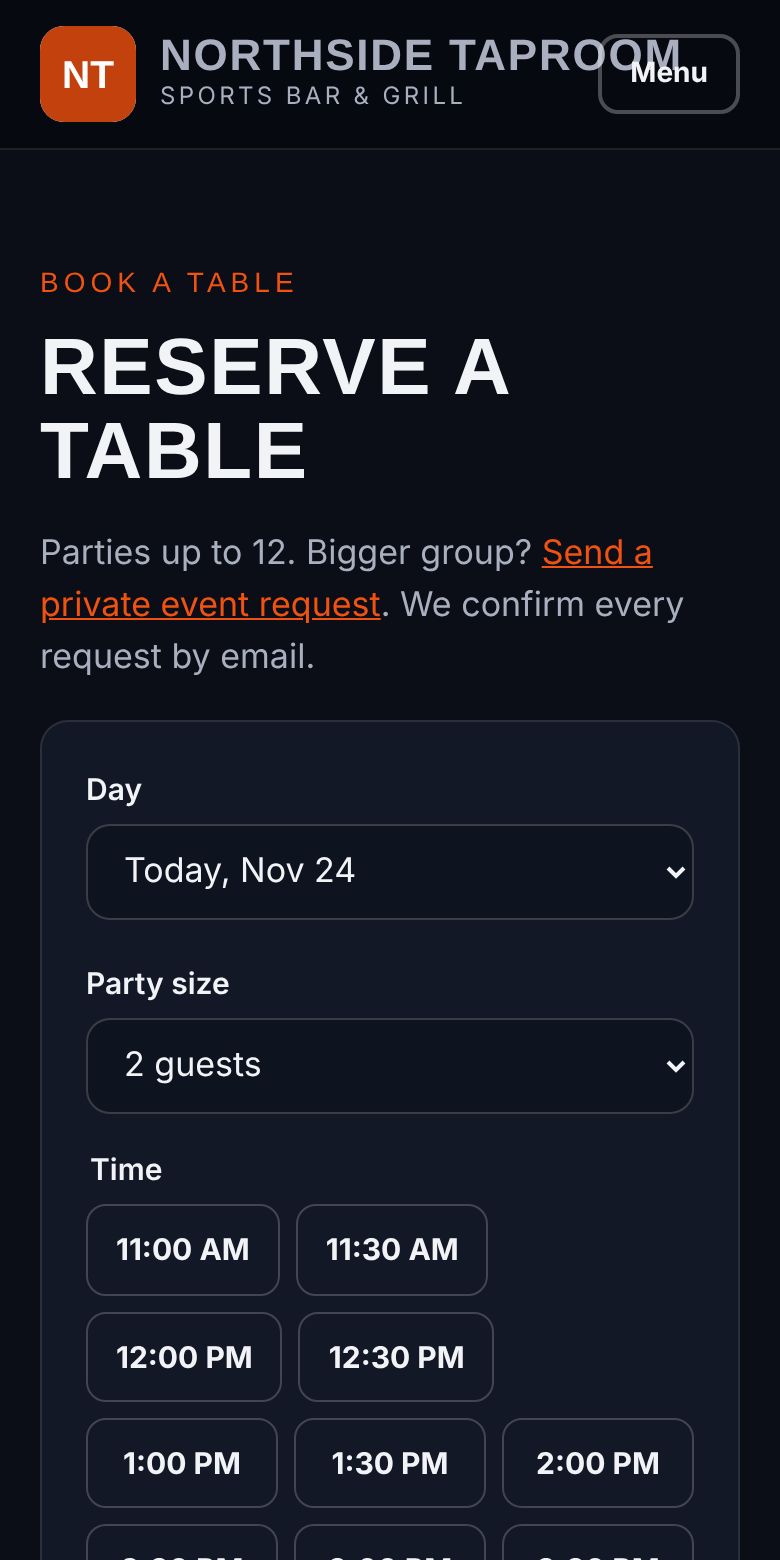 NT
NORTHSIDE TAPROOM
SPORTS BAR & GRILL
Menu
BOOK A TABLE
RESERVE A
TABLE
Parties up to 12. Bigger group? Send a
private event request. We confirm every
request by email.
Day
Today, Nov 24
Party size
2 guests
Time
11:00 AM 11:30 AM
12:00 PM 12:30 PM
1:00 PM 1:30 PM 2:00 PM